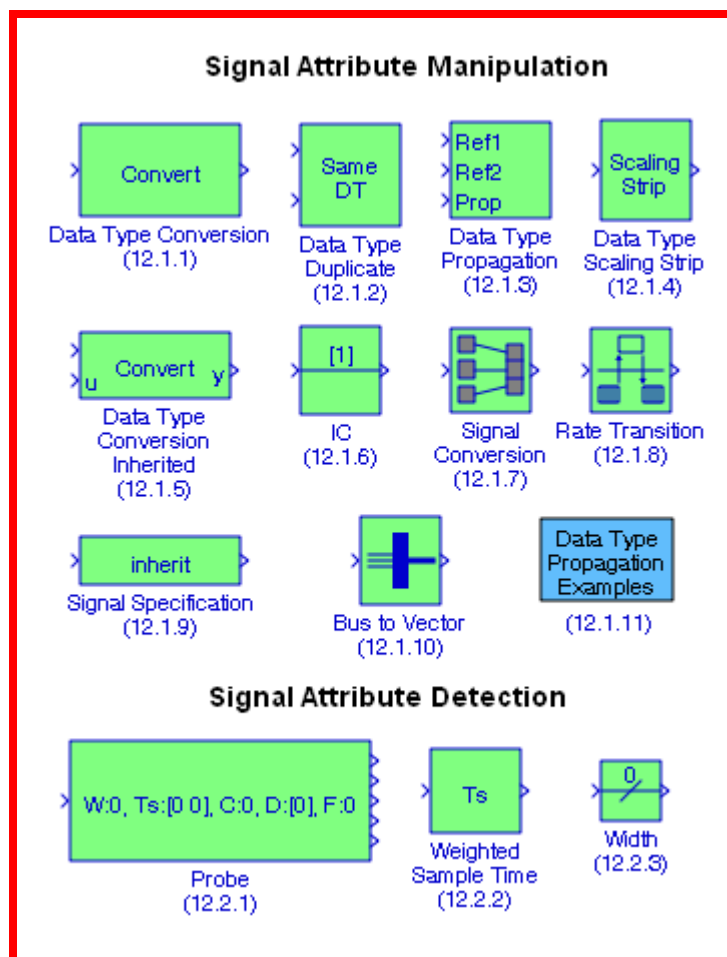 Signal Attribute Manipulation
Convert
Data Type Conversion
(12.1.1)
Same
DT
Data Type
Duplicate
(12.1.2)
Ref1
Ref2
Prop
Data Type
Propagation
(12.1.3)
Scaling
Strip
Data Type
Scaling Strip
(12.1.4)
Convert
u
y
Data Type
Conversion
Inherited
(12.1.5)
[1]
IC
(12.1.6)
Signal
Conversion
(12.1.7)
Rate Transition
(12.1.8)
inherit
Signal Specification
(12.1.9)
Bus to Vector
(12.1.10)
Data Type
Propagation
Examples
(12.1.11)
Signal Attribute Detection
W:0, Ts:[0 0], C:0, D:[0], F:0
Probe
(12.2.1)
Ts
Weighted
Sample Time
(12.2.2)
0
Width
(12.2.3)